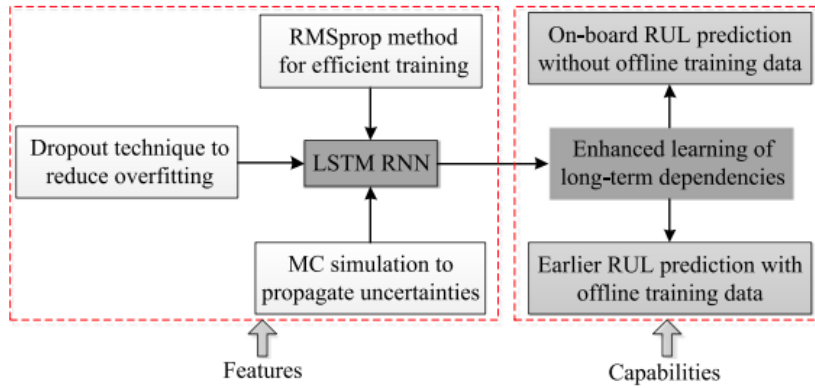 RMSprop method
for efficient training
Dropout technique to
reduce overfitting
LSTM RNN
MC simulation to
propagate uncertainties
Features
On-board RUL prediction
without offline training data
Enhanced learning of
long-term dependencies
Earlier RUL prediction with
offline training data
Capabilities